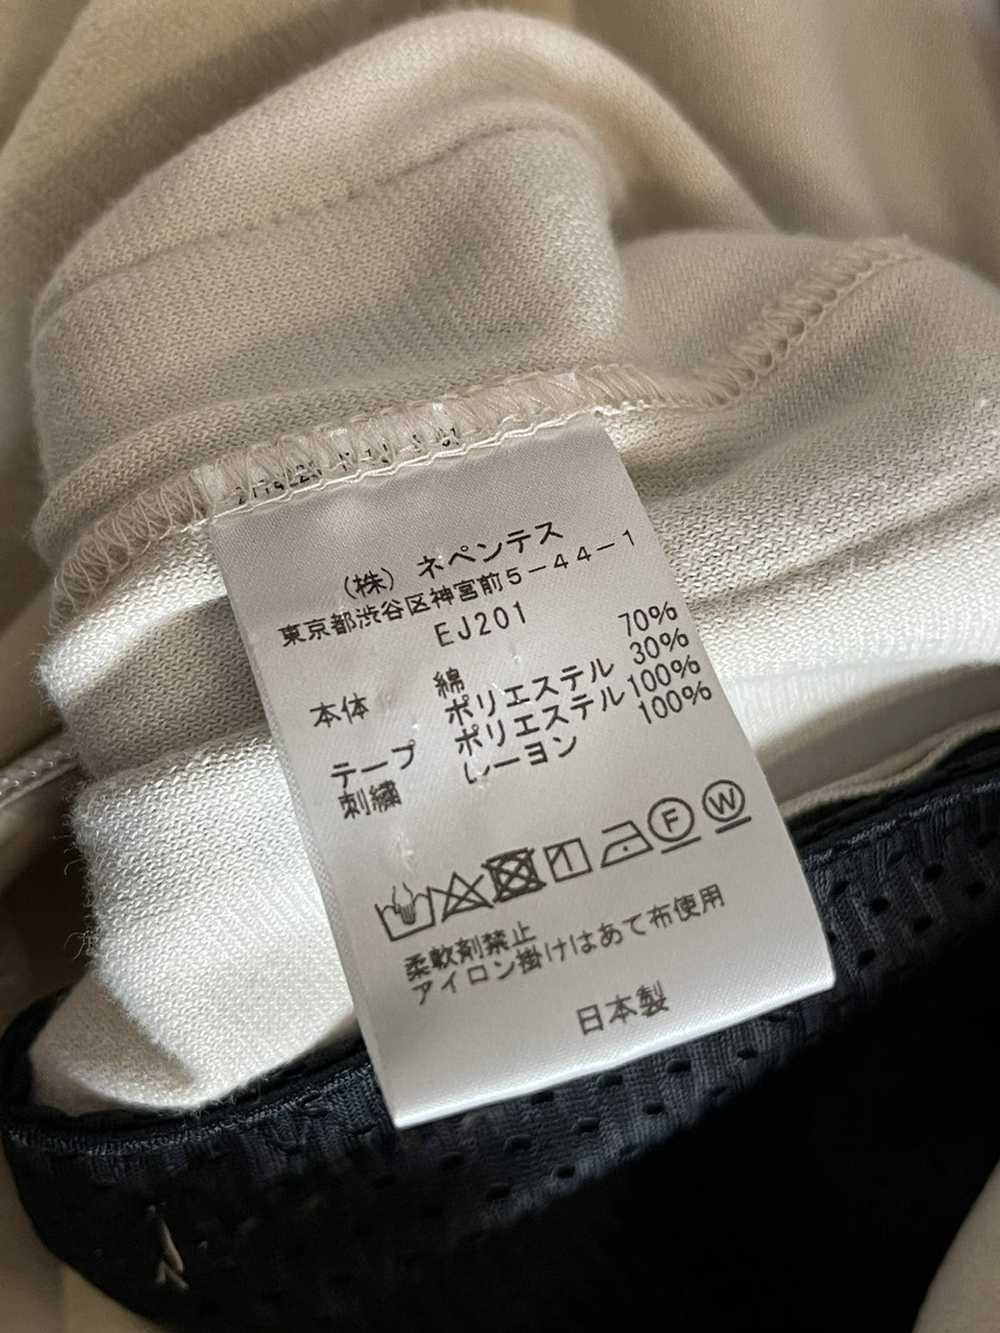 (株) ネペンテス
東京都渋谷区神宮前5-44-1
EJ201
本体 綿 70%
ポリエステル 30%
テープ ポリエステル 100%
刺繍 レーヨン 100%
F W
柔軟剤禁止
アイロン掛けはあて布使用
日本製